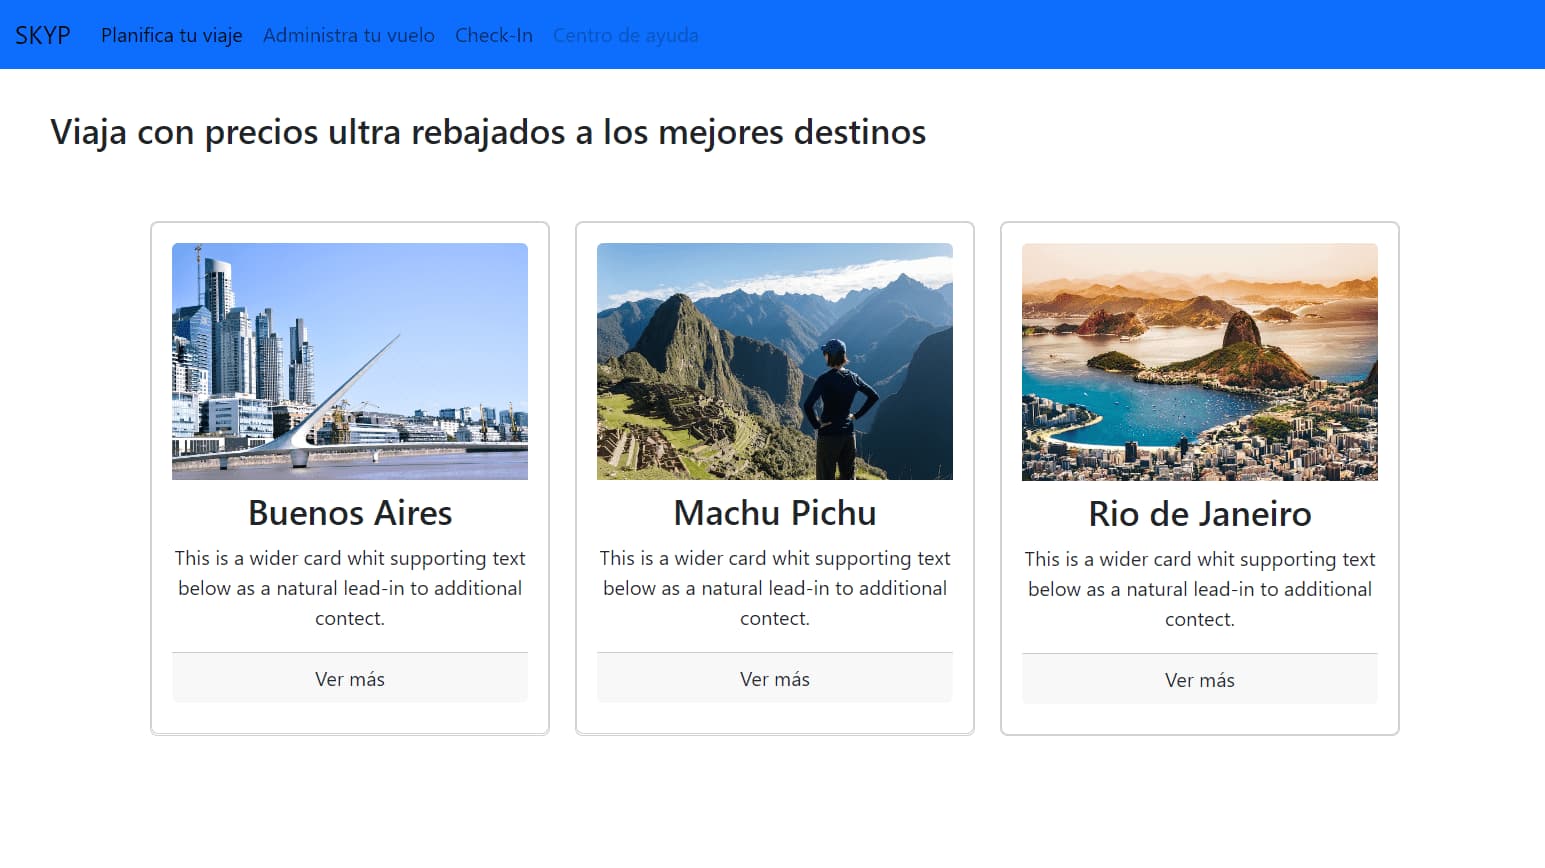 SKYP Planifica tu viaje Administra tu vuelo Check-In Centro de ayuda
Viaja con precios ultra rebajados a los mejores destinos
Buenos Aires
This is a wider card whit supporting text
below as a natural lead-in to additional
contect.
Ver más
Machu Pichu
This is a wider card whit supporting text
below as a natural lead-in to additional
contect.
Ver más
Rio de Janeiro
This is a wider card whit supporting text
below as a natural lead-in to additional
contect.
Ver más